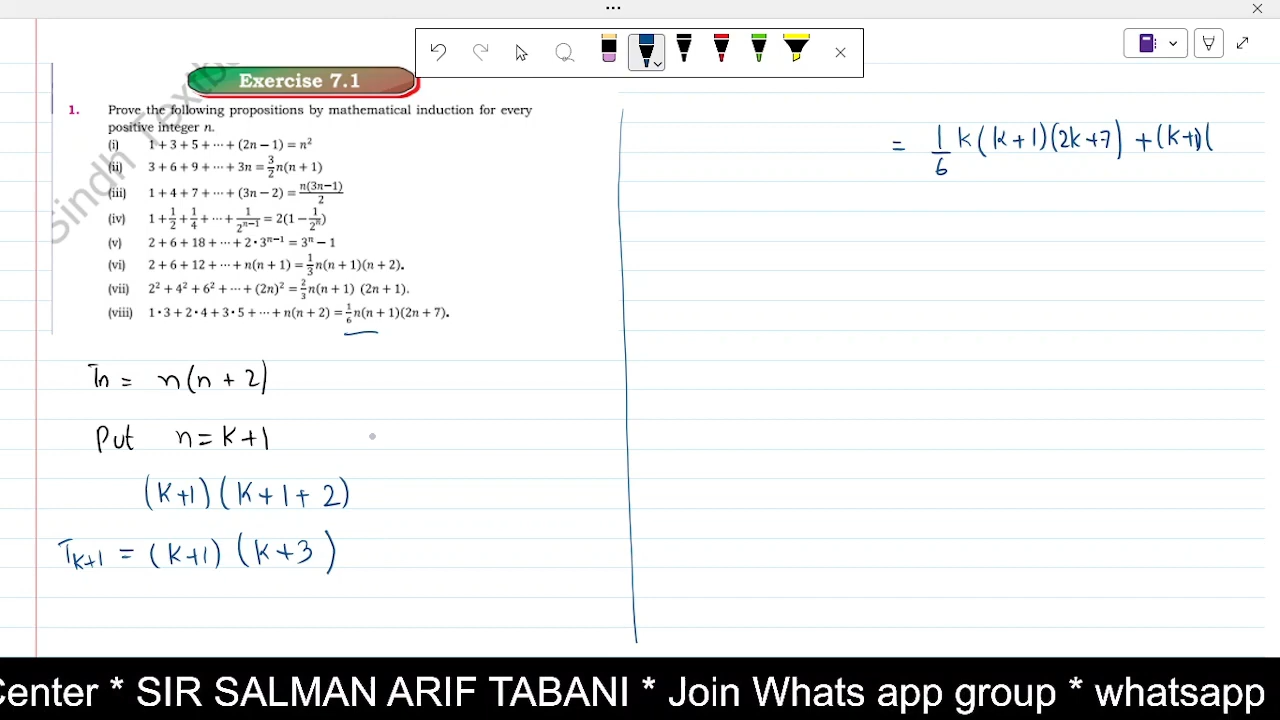 Exercise 7.1
Sindh Textb
1. Prove the following propositions by mathematical induction for every
positive integer n.
(i) 1 + 3 + 5 + ⋯ + (2n − 1) = n²
(ii) 3 + 6 + 9 + ⋯ + 3n = 3/2 n(n + 1)
(iii) 1 + 4 + 7 + ⋯ + (3n − 2) = n(3n−1)/2
(iv) 1 + 1/2 + 1/4 + ⋯ + 1/2ⁿ⁻¹ = 2(1 − 1/2ⁿ)
(v) 2 + 6 + 18 + ⋯ + 2 • 3ⁿ⁻¹ = 3ⁿ − 1
(vi) 2 + 6 + 12 + ⋯ + n(n + 1) = 1/3 n(n + 1)(n + 2).
(vii) 2² + 4² + 6² + ⋯ + (2n)² = 2/3 n(n + 1) (2n + 1).
(viii) 1 • 3 + 2 • 4 + 3 • 5 + ⋯ + n(n + 2) = 1/6 n(n + 1)(2n + 7).
Tn = n(n + 2)
Put n = K+1
(K+1) (K+1+2)
TK+1 = (K+1) (K+3)
= 1/6 K(K+1)(2K+7) + (K+1)(
Center * SIR SALMAN ARIF TABANI * Join Whats app group * whatsapp